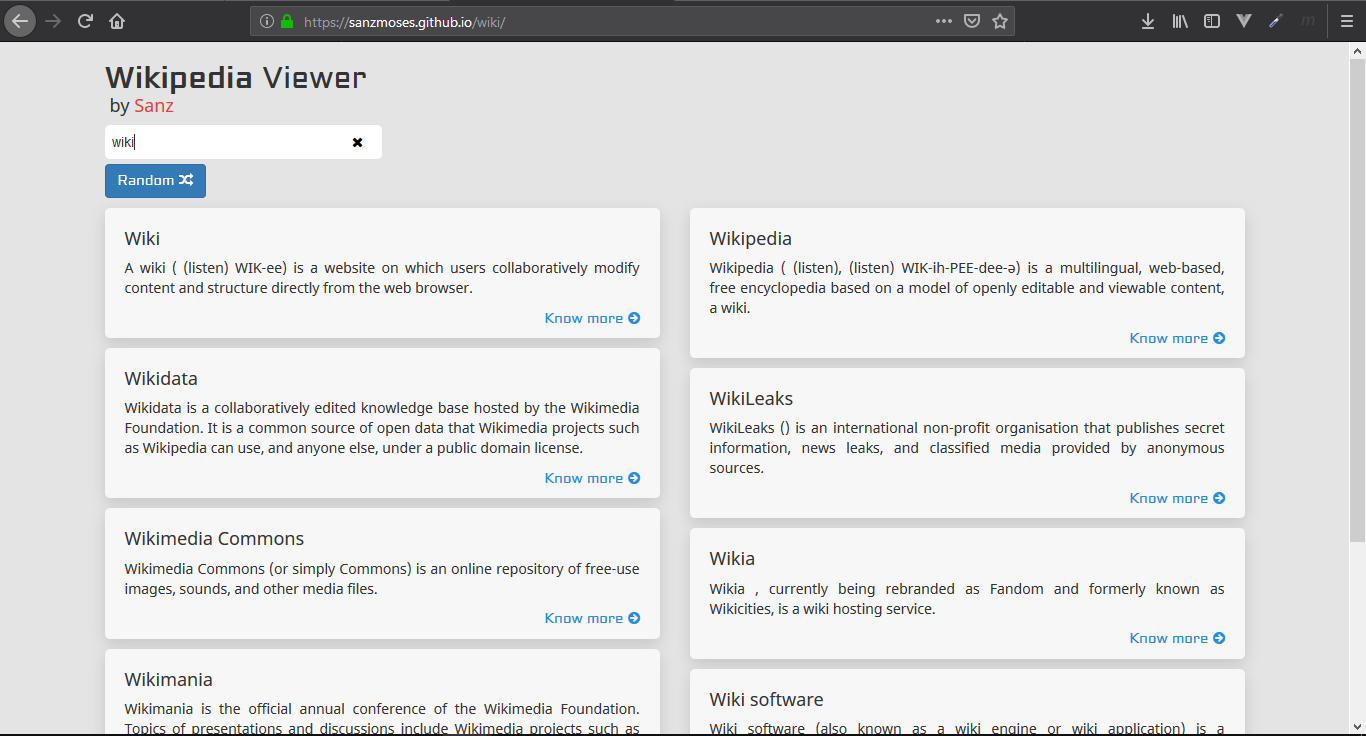 https://sanzmoses.github.io/wiki/
Wikipedia Viewer
by Sanz
wiki
Random
Wiki
A wiki ( (listen) WIK-ee) is a website on which users collaboratively modify
content and structure directly from the web browser.
Know more
Wikidata
Wikidata is a collaboratively edited knowledge base hosted by the Wikimedia
Foundation. It is a common source of open data that Wikimedia projects such
as Wikipedia can use, and anyone else, under a public domain license.
Know more
Wikimedia Commons
Wikimedia Commons (or simply Commons) is an online repository of free-use
images, sounds, and other media files.
Know more
Wikimania
Wikimania is the official annual conference of the Wikimedia Foundation.
Topics of presentations and discussions include Wikimedia projects such as
Wikipedia
Wikipedia ( (listen), (listen) WIK-ih-PEE-dee-ə) is a multilingual, web-based,
free encyclopedia based on a model of openly editable and viewable content,
a wiki.
Know more
WikiLeaks
WikiLeaks () is an international non-profit organisation that publishes secret
information, news leaks, and classified media provided by anonymous
sources.
Know more
Wikia
Wikia , currently being rebranded as Fandom and formerly known as
Wikicities, is a wiki hosting service.
Know more
Wiki software
Wiki software (also known as a wiki engine or wiki application) is a